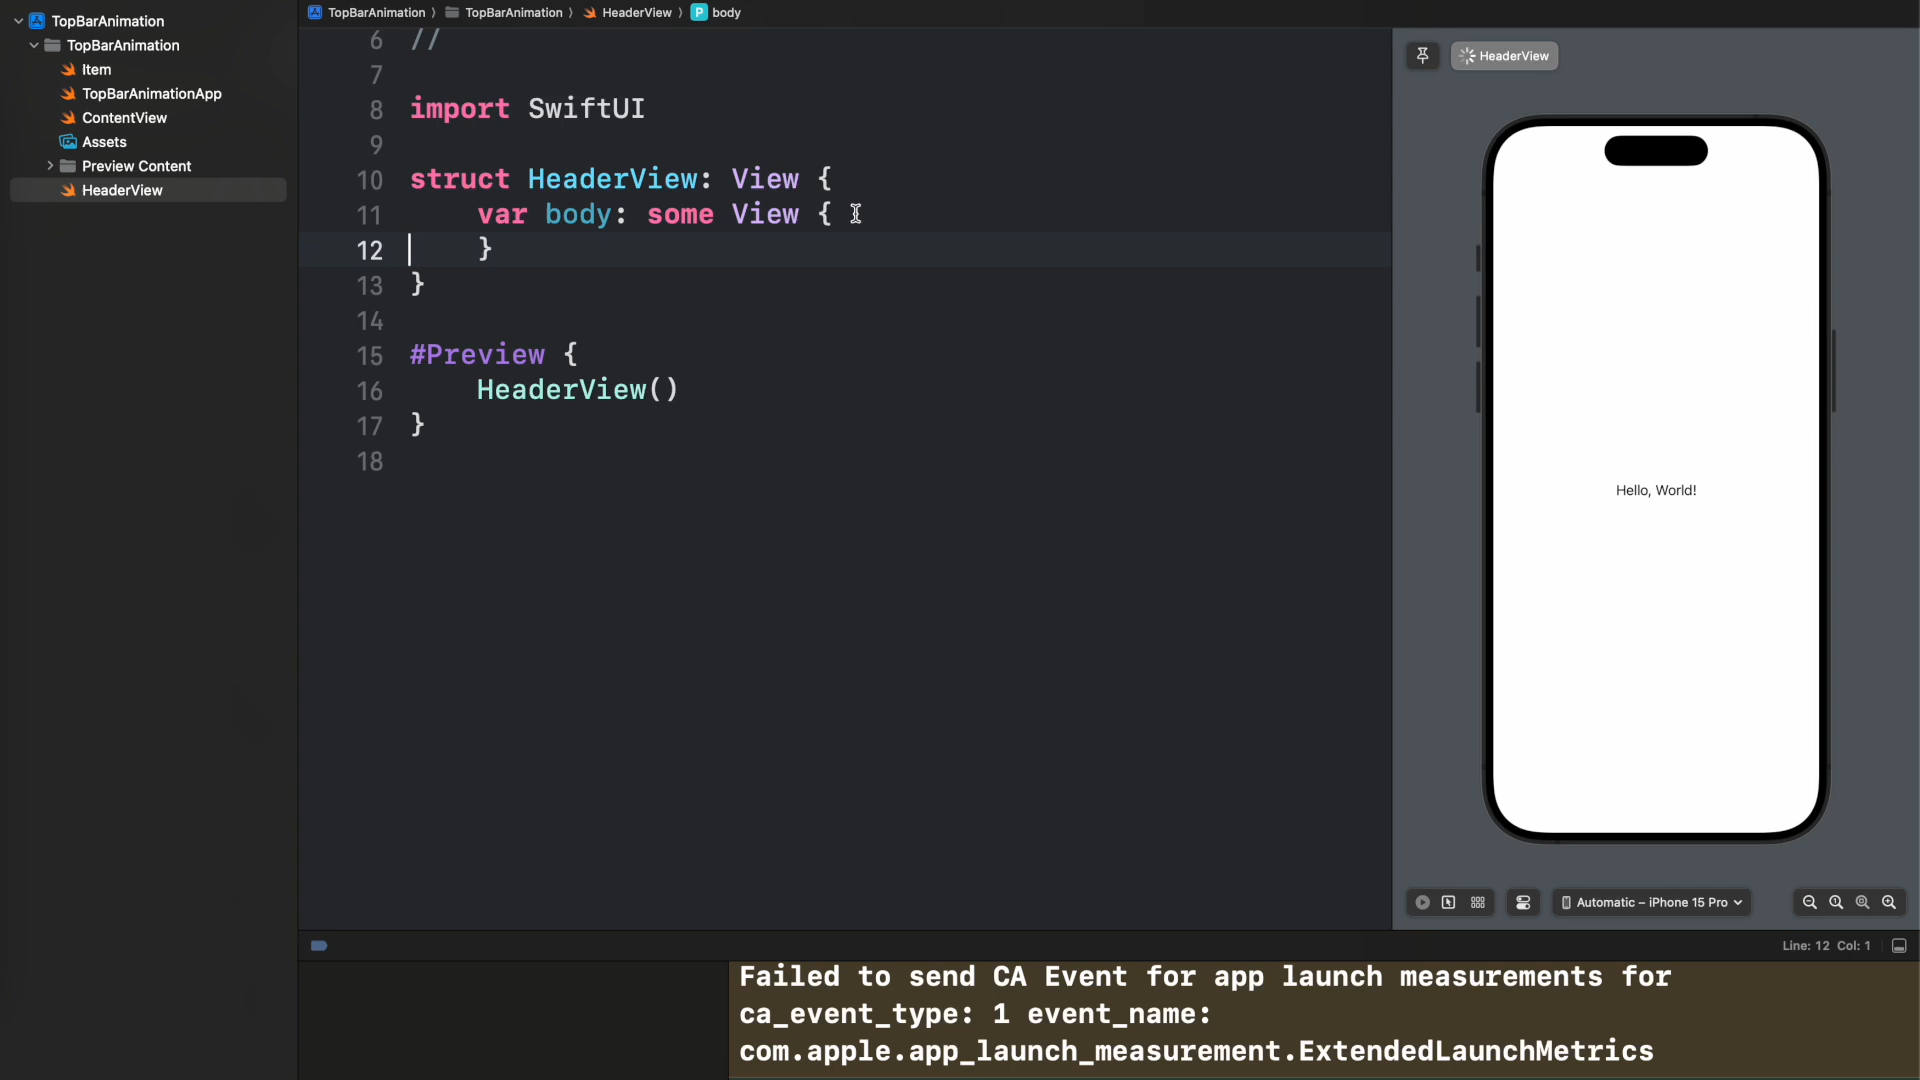 TopBarAnimation
TopBarAnimation
Item
TopBarAnimationApp
ContentView
Assets
Preview Content
HeaderView
TopBarAnimation 〉 TopBarAnimation 〉 HeaderView 〉 P body
6 //
7
8 import SwiftUI
9
10 struct HeaderView: View {
11 var body: some View {
12 }
13 }
14
15 #Preview {
16 HeaderView()
17 }
18
HeaderView
Hello, World!
Automatic – iPhone 15 Pro
Line: 12 Col: 1
Failed to send CA Event for app launch measurements for
ca_event_type: 1 event_name:
com.apple.app_launch_measurement.ExtendedLaunchMetrics